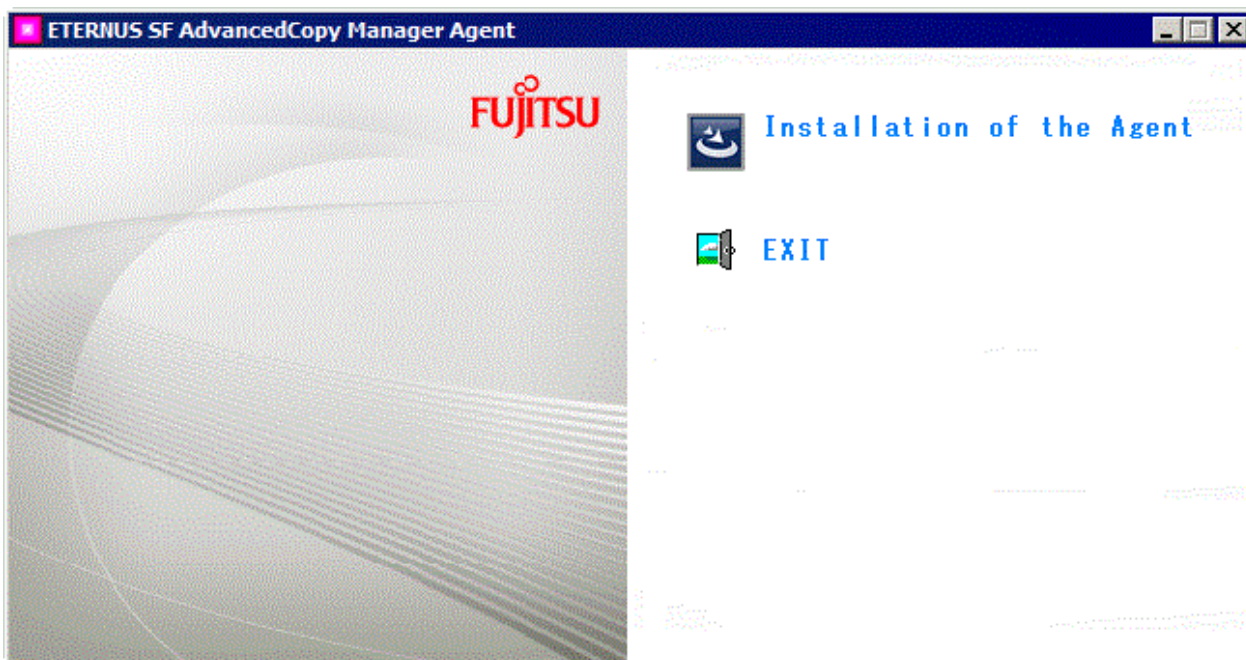 ETERNUS SF AdvancedCopy Manager Agent
FUJITSU
Installation of the Agent
EXIT